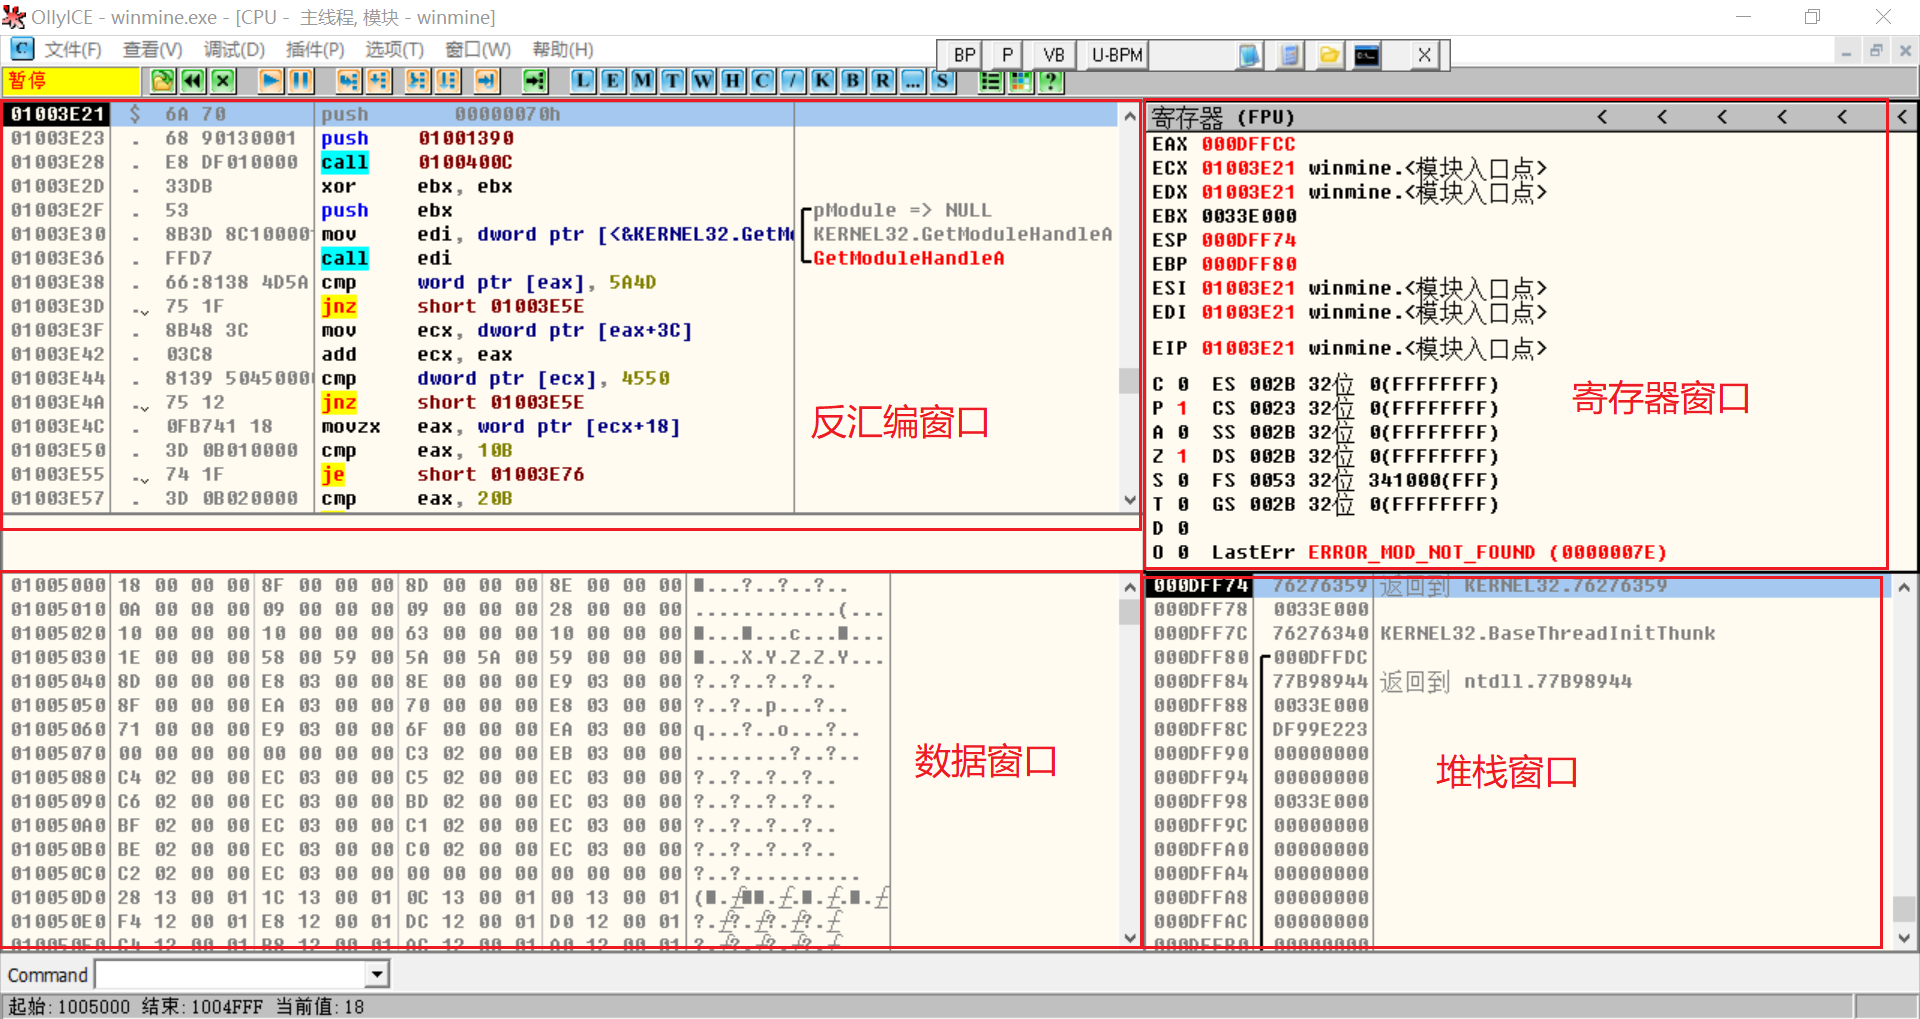 OllyICE - winmine.exe - [CPU - 主线程, 模块 - winmine]
文件(F) 查看(V) 调试(D) 插件(P) 选项(T) 窗口(W) 帮助(H)
BP P VB U-BPM X
暂停
L E M T W H C / K B R ... S ?
01003E21 $ 6A 70 push 00000070h
01003E23 . 68 90130001 push 01001390
01003E28 . E8 DF010000 call 0100400C
01003E2D . 33DB xor ebx, ebx
01003E2F . 53 push ebx pModule => NULL
01003E30 . 8B3D 8C10000 mov edi, dword ptr [<&KERNEL32.GetM KERNEL32.GetModuleHandleA
01003E36 . FFD7 call edi GetModuleHandleA
01003E38 . 66:8138 4D5A cmp word ptr [eax], 5A4D
01003E3D . 75 1F jnz short 01003E5E
01003E3F . 8B48 3C mov ecx, dword ptr [eax+3C]
01003E42 . 03C8 add ecx, eax
01003E44 . 8139 5045000 cmp dword ptr [ecx], 4550
01003E4A . 75 12 jnz short 01003E5E
01003E4C . 0FB741 18 movzx eax, word ptr [ecx+18]
01003E50 . 3D 0B010000 cmp eax, 10B
01003E55 . 74 1F je short 01003E76
01003E57 . 3D 0B020000 cmp eax, 20B
反汇编窗口
寄存器 (FPU) < < < < < <
EAX 000DFFCC
ECX 01003E21 winmine.<模块入口点>
EDX 01003E21 winmine.<模块入口点>
EBX 0033E000
ESP 000DFF74
EBP 000DFF80
ESI 01003E21 winmine.<模块入口点>
EDI 01003E21 winmine.<模块入口点>
EIP 01003E21 winmine.<模块入口点>
C 0 ES 002B 32位 0(FFFFFFFF)
P 1 CS 0023 32位 0(FFFFFFFF)
A 0 SS 002B 32位 0(FFFFFFFF)
Z 1 DS 002B 32位 0(FFFFFFFF)
S 0 FS 0053 32位 341000(FFF)
T 0 GS 002B 32位 0(FFFFFFFF)
D 0
O 0 LastErr ERROR_MOD_NOT_FOUND (0000007E)
寄存器窗口
01005000 18 00 00 00 8F 00 00 00 8D 00 00 00 8E 00 00 00 ...?..?..?..
01005010 0A 00 00 00 09 00 00 00 09 00 00 00 28 00 00 00 ............(...
01005020 10 00 00 00 10 00 00 00 63 00 00 00 10 00 00 00 ■...■...c...■...
01005030 1E 00 00 00 58 00 59 00 5A 00 5A 00 59 00 00 00 ■...X.Y.Z.Z.Y...
01005040 8D 00 00 00 E8 03 00 00 8E 00 00 00 E9 03 00 00 ?..?..?..?..
01005050 8F 00 00 00 EA 03 00 00 70 00 00 00 E8 03 00 00 ?..?..p...?..
01005060 71 00 00 00 E9 03 00 00 6F 00 00 00 EA 03 00 00 q...?..o...?..
01005070 00 00 00 00 00 00 00 00 C3 02 00 00 EB 03 00 00 ........?..?..
01005080 C4 02 00 00 EC 03 00 00 C5 02 00 00 EC 03 00 00 ?..?..?..?..
01005090 C6 02 00 00 EC 03 00 00 BD 02 00 00 EC 03 00 00 ?..?..?..?..
010050A0 BF 02 00 00 EC 03 00 00 C1 02 00 00 EC 03 00 00 ?..?..?..?..
010050B0 BE 02 00 00 EC 03 00 00 C0 02 00 00 EC 03 00 00 ?..?..?..?..
010050C0 C2 02 00 00 EC 03 00 00 00 00 00 00 00 00 00 00 ?..?..........
010050D0 28 13 00 01 1C 13 00 01 0C 13 00 01 00 13 00 01
010050E0 F4 12 00 01 E8 12 00 01 DC 12 00 01 D0 12 00 01
010050F0 C4 12 00 01 B8 12 00 01 AC 12 00 01 A0 12 00 01
数据窗口
000DFF74 76276359 返回到 KERNEL32.76276359
000DFF78 0033E000
000DFF7C 76276340 KERNEL32.BaseThreadInitThunk
000DFF80 000DFFDC
000DFF84 77B98944 返回到 ntdll.77B98944
000DFF88 0033E000
000DFF8C DF99E223
000DFF90 00000000
000DFF94 00000000
000DFF98 0033E000
000DFF9C 00000000
000DFFA0 00000000
000DFFA4 00000000
000DFFA8 00000000
000DFFAC 00000000
000DFFB0 00000000
堆栈窗口
Command
起始:1005000 结束:1004FFF 当前值:18